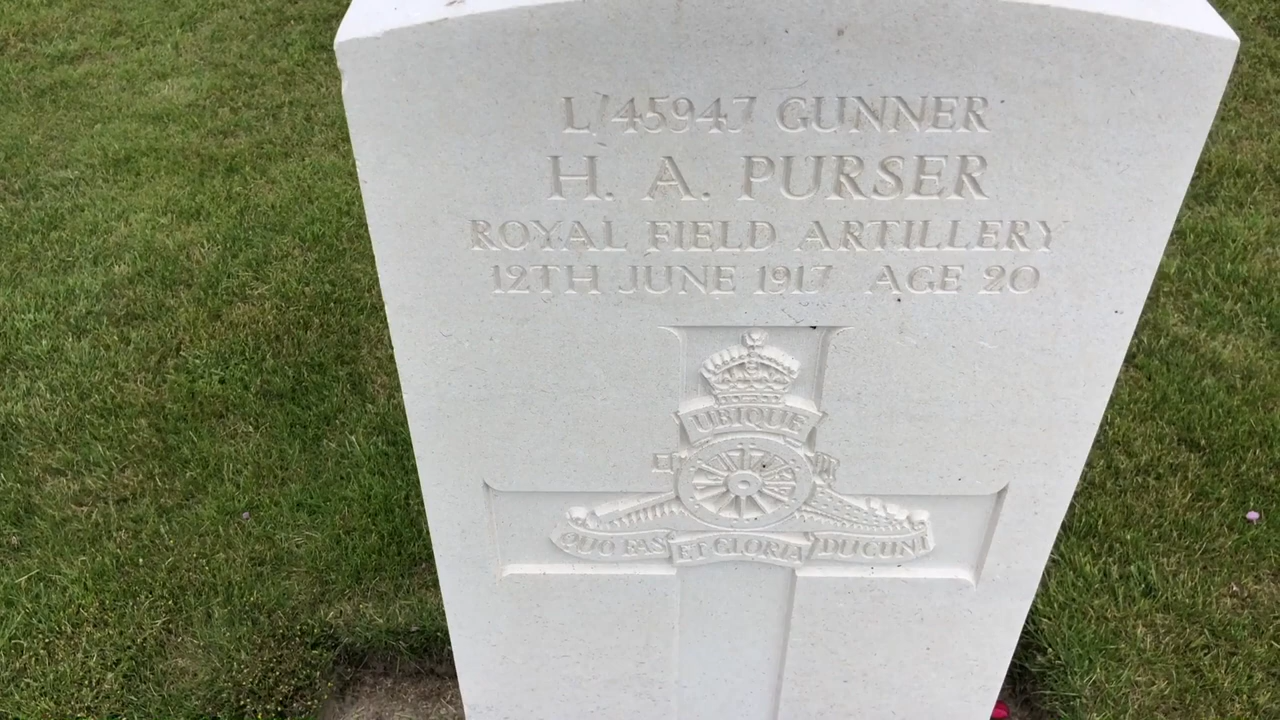 L/45947 GUNNER
H. A. PURSER
ROYAL FIELD ARTILLERY
12TH JUNE 1917 AGE 20
UBIQUE
QUO FAS ET GLORIA DUCUNT